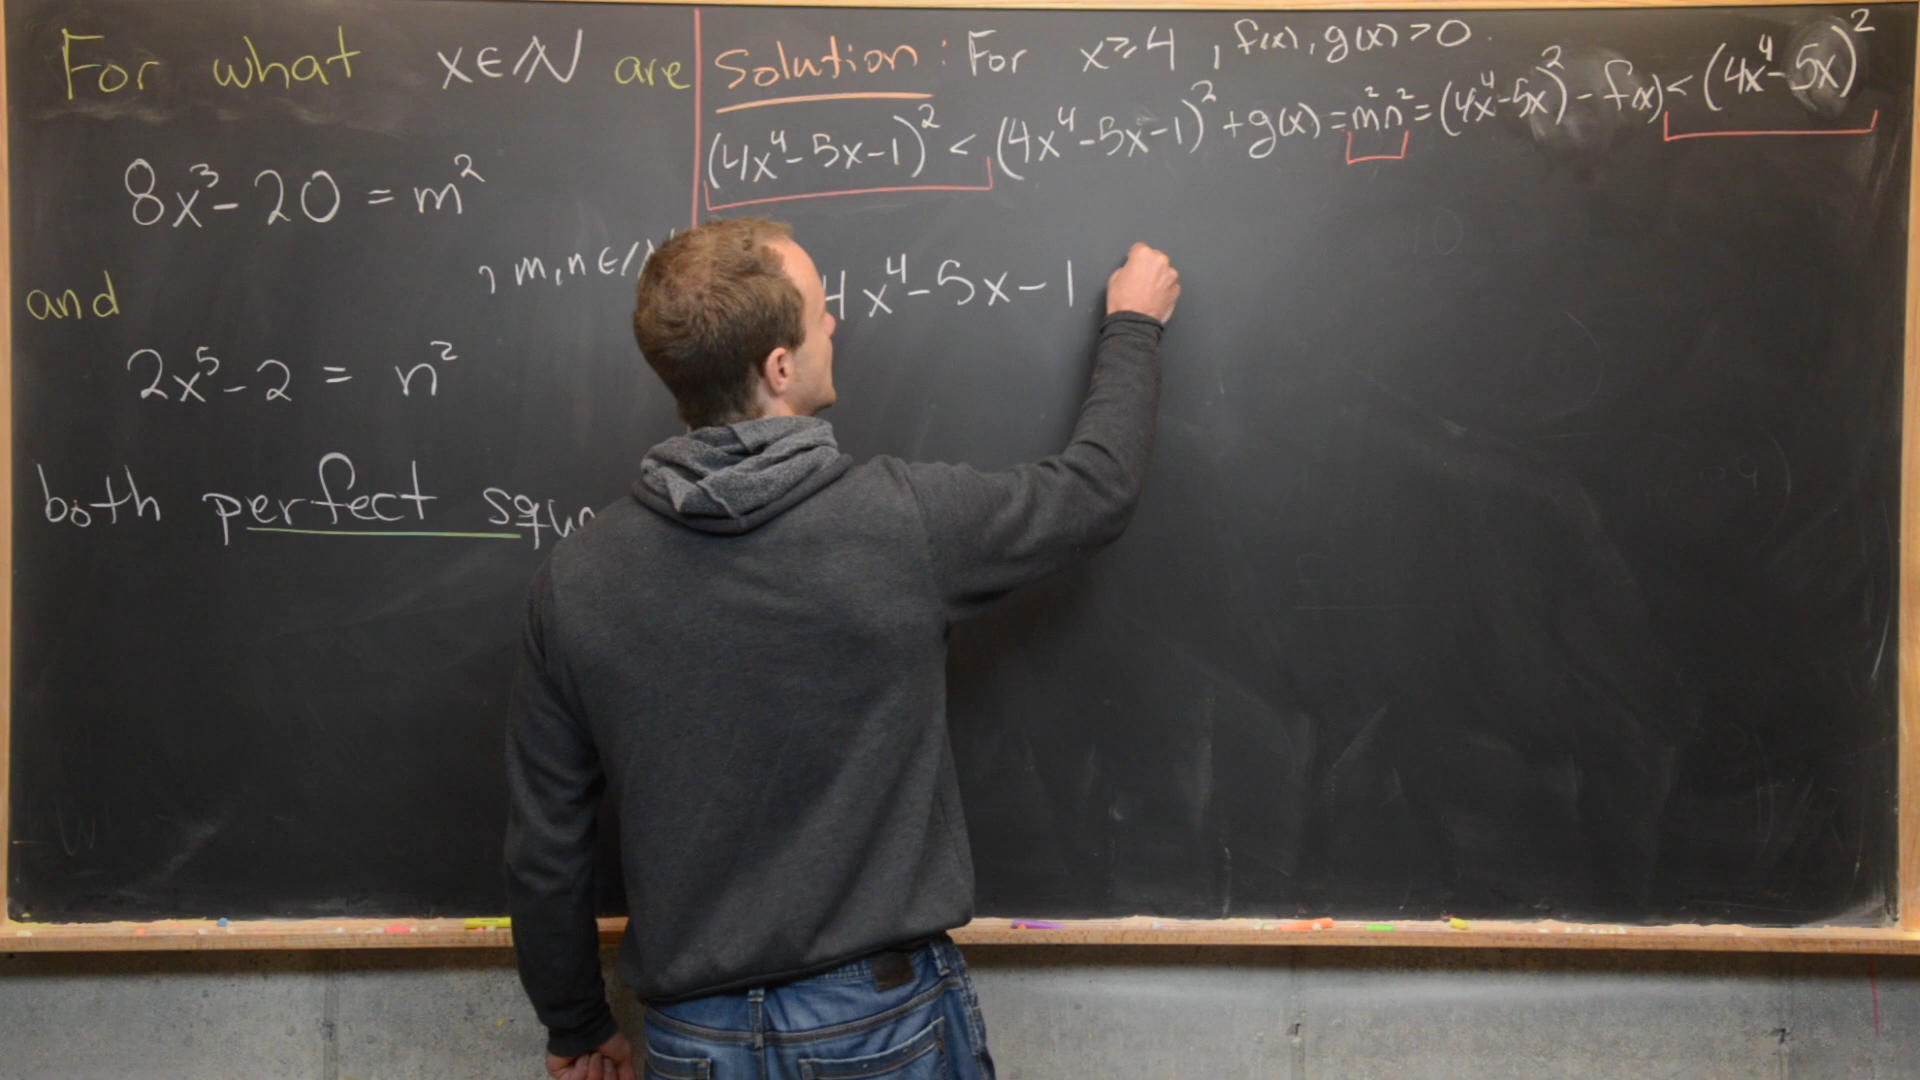 For what x∈ℕ are
8x³-20 = m²
, m,n ∈
and
2x⁵-2 = n²
both perfect
Solution: For x≥4, f(x), g(x)>0.
(4x⁴-5x-1)² < (4x⁴-5x-1)² + g(x) = m²n² = (4x⁴-5x)² - f(x) < (4x⁴-5x)²
4x⁴-5x-1